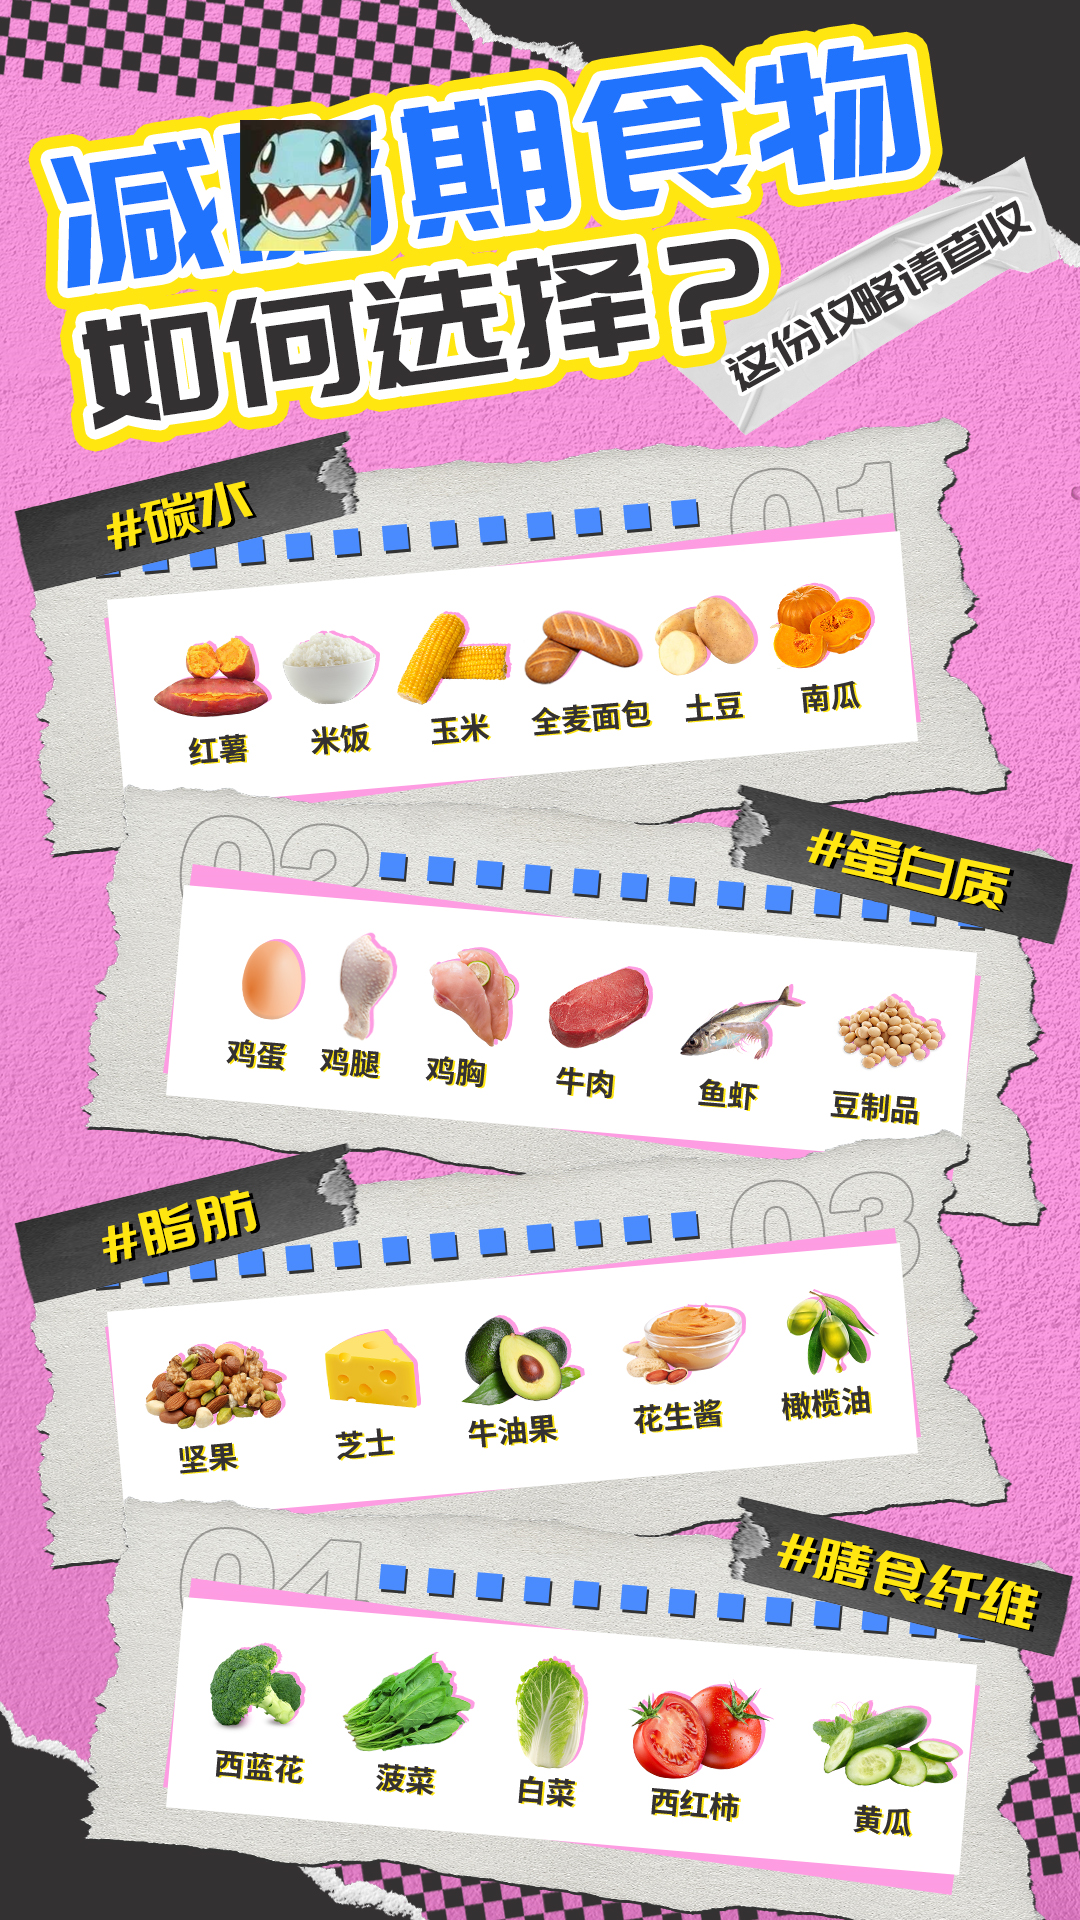 减期食物
如何选择?
这份攻略请查收
#碳水
01
红薯
米饭
玉米
全麦面包
土豆
南瓜
02
#蛋白质
鸡蛋
鸡腿
鸡胸
牛肉
鱼虾
豆制品
#脂肪
03
坚果
芝士
牛油果
花生酱
橄榄油
04
#膳食纤维
西蓝花
菠菜
白菜
西红柿
黄瓜